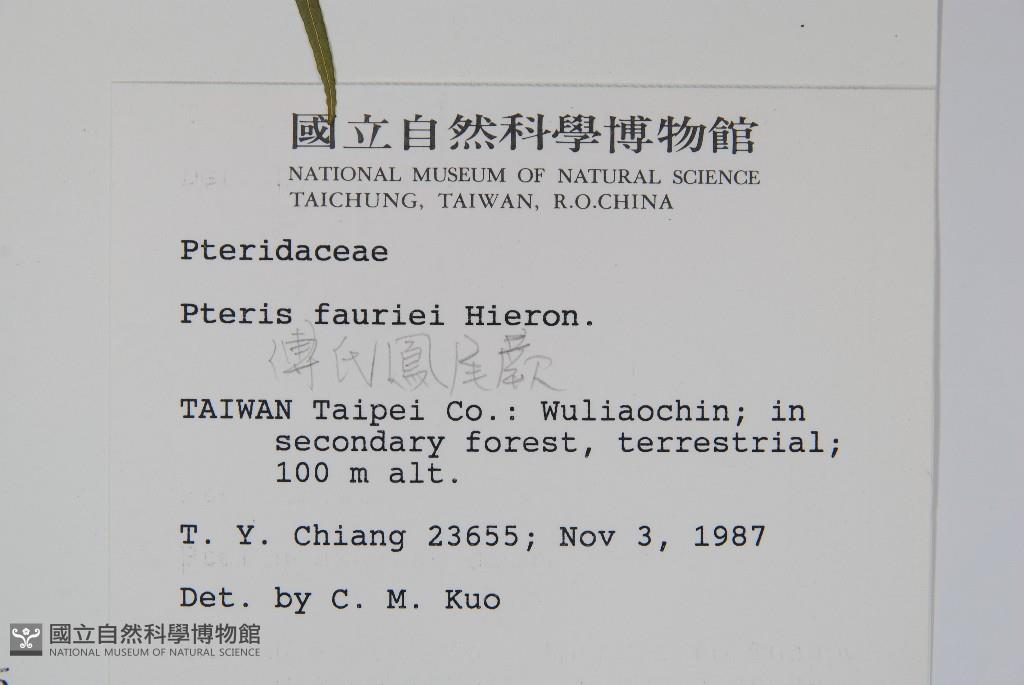 國立自然科學博物館
NATIONAL MUSEUM OF NATURAL SCIENCE
TAICHUNG, TAIWAN, R.O.CHINA
Pteridaceae
Pteris fauriei Hieron.
傅氏鳳尾蕨
TAIWAN Taipei Co.: Wuliaochin; in
secondary forest, terrestrial;
100 m alt.
T. Y. Chiang 23655; Nov 3, 1987
Det. by C. M. Kuo
國立自然科學博物館
NATIONAL MUSEUM OF NATURAL SCIENCE